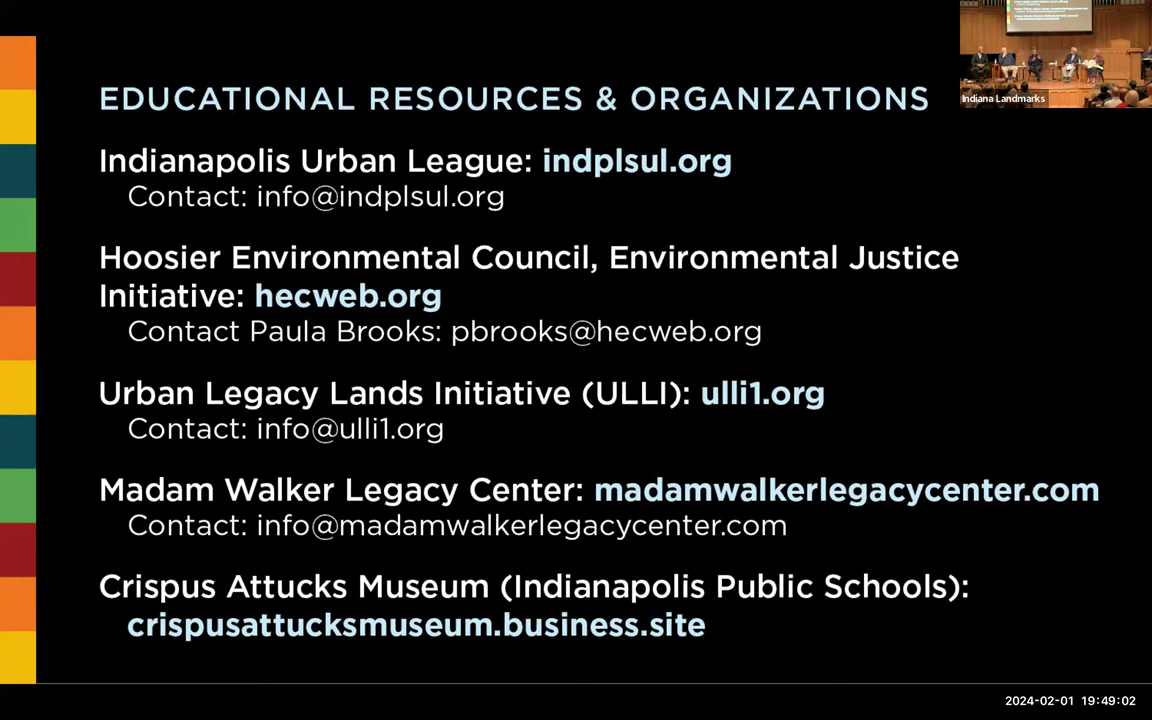 EDUCATIONAL RESOURCES & ORGANIZATIONS
Indiana Landmarks
Indianapolis Urban League: indplsul.org
Contact: info@indplsul.org
Hoosier Environmental Council, Environmental Justice
Initiative: hecweb.org
Contact Paula Brooks: pbrooks@hecweb.org
Urban Legacy Lands Initiative (ULLI): ulli1.org
Contact: info@ulli1.org
Madam Walker Legacy Center: madamwalkerlegacycenter.com
Contact: info@madamwalkerlegacycenter.com
Crispus Attucks Museum (Indianapolis Public Schools):
crispusattucksmuseum.business.site
2024-02-01 19:49:02